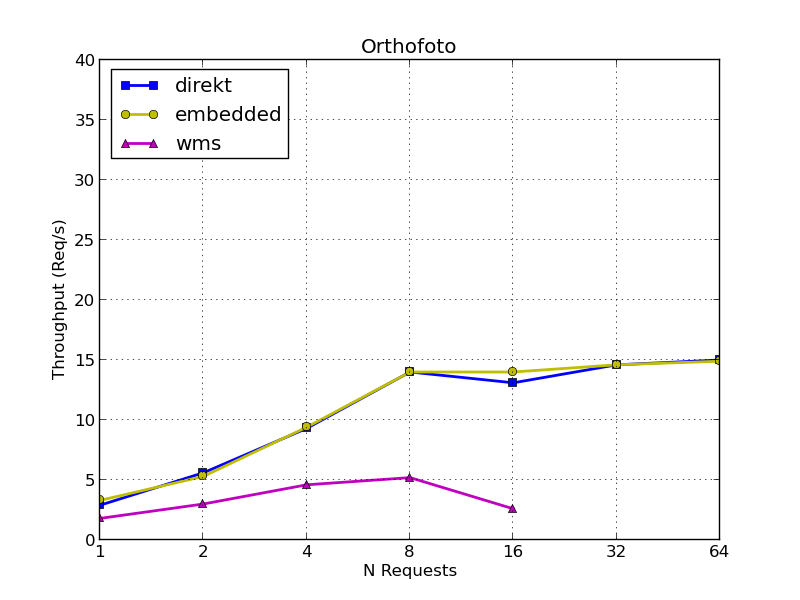 Orthofoto
40
35
30
25
20
15
10
5
0
Throughput (Req/s)
direkt
embedded
wms
1 2 4 8 16 32 64
N Requests